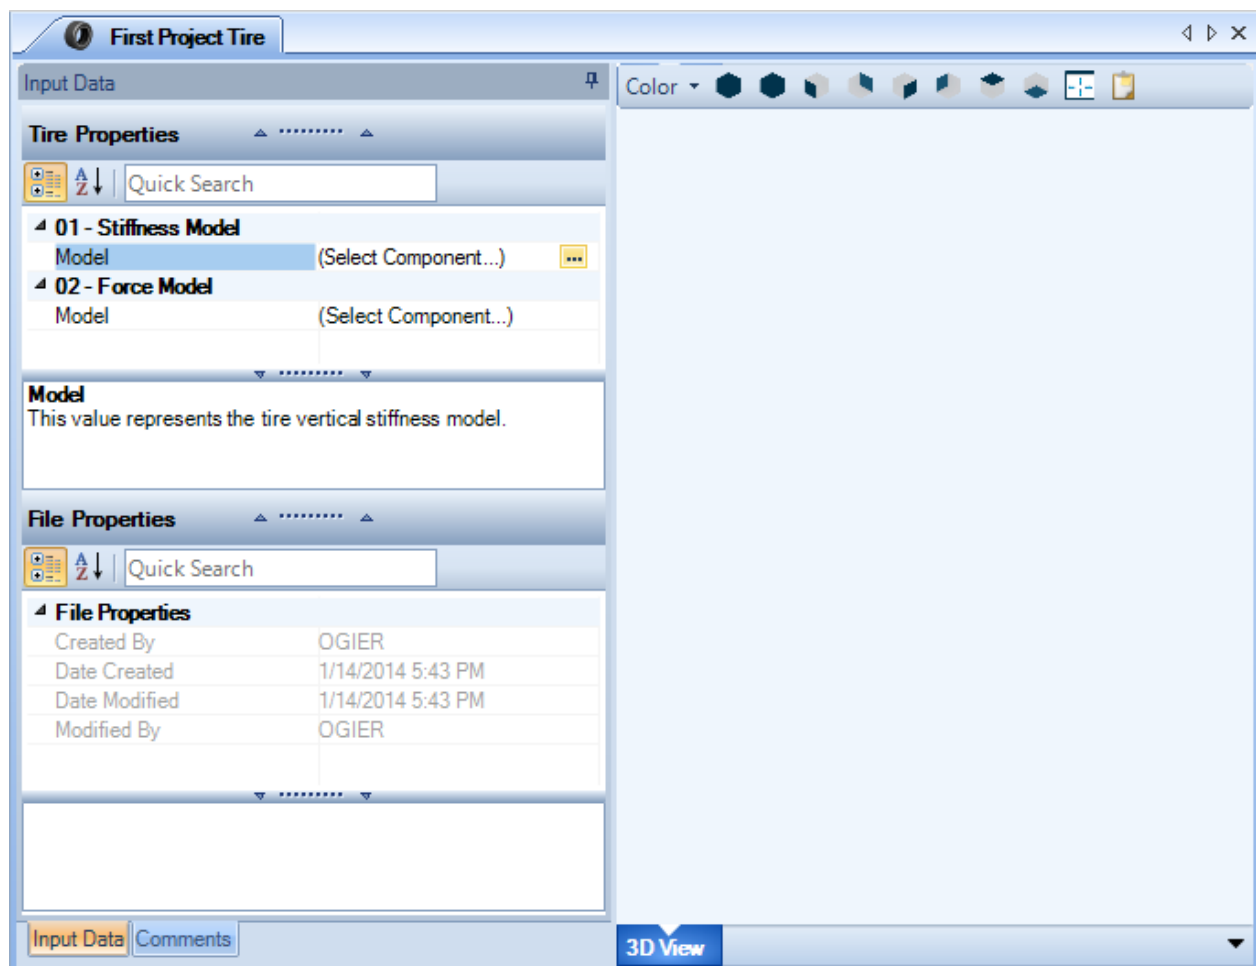 First Project Tire
Input Data
Color
Tire Properties
A Z
Quick Search
01 - Stiffness Model
Model (Select Component...) ...
02 - Force Model
Model (Select Component...)
Model
This value represents the tire vertical stiffness model.
File Properties
A Z
Quick Search
File Properties
Created By OGIER
Date Created 1/14/2014 5:43 PM
Date Modified 1/14/2014 5:43 PM
Modified By OGIER
Input Data Comments
3D View